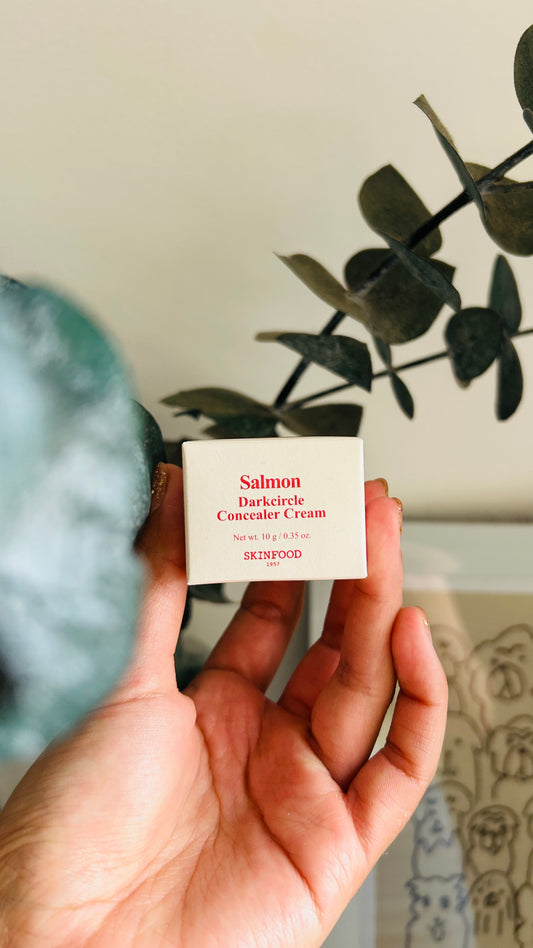 Salmon
Darkcircle
Concealer Cream
Net wt. 10 g / 0.35 oz.
SKINFOOD
1957